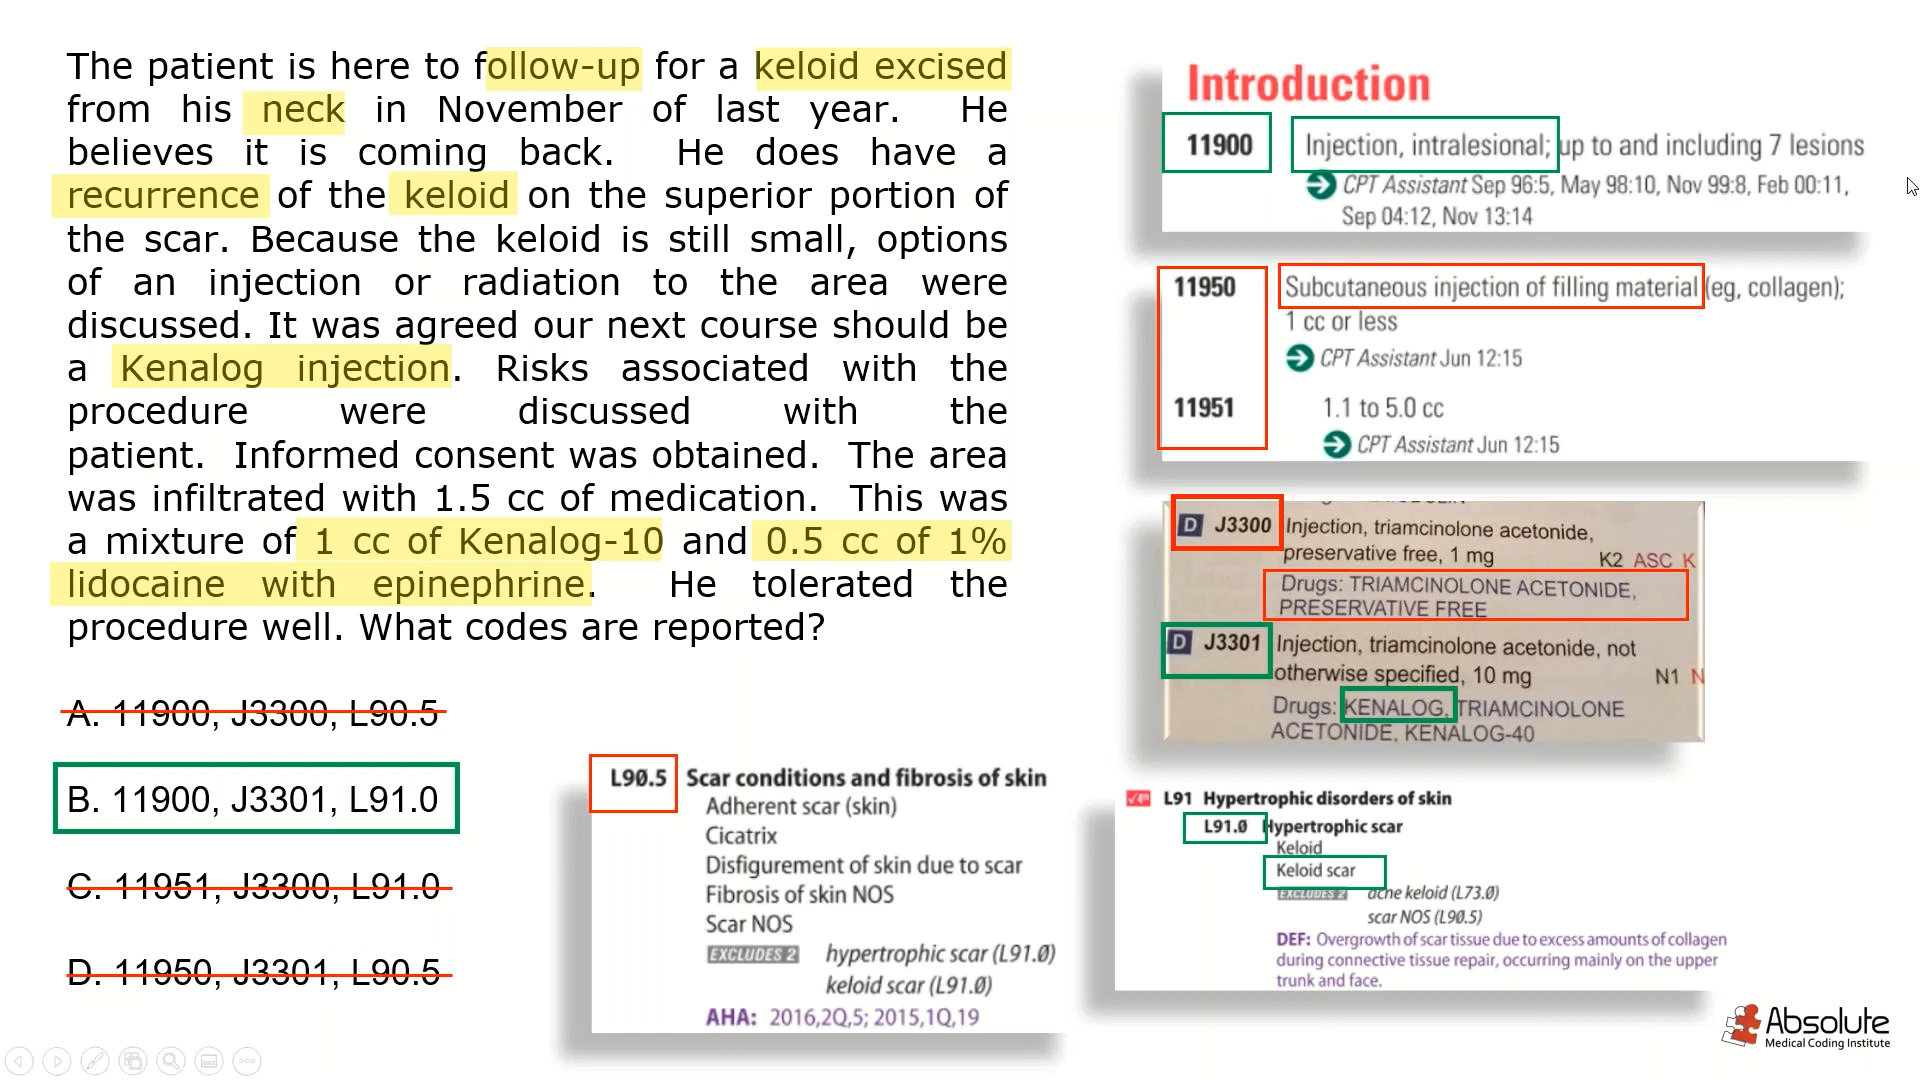 The patient is here to follow-up for a keloid excised
from his neck in November of last year. He
believes it is coming back. He does have a
recurrence of the keloid on the superior portion of
the scar. Because the keloid is still small, options
of an injection or radiation to the area were
discussed. It was agreed our next course should be
a Kenalog injection. Risks associated with the
procedure were discussed with the
patient. Informed consent was obtained. The area
was infiltrated with 1.5 cc of medication. This was
a mixture of 1 cc of Kenalog-10 and 0.5 cc of 1%
lidocaine with epinephrine. He tolerated the
procedure well. What codes are reported?
A. 11900, J3300, L90.5
B. 11900, J3301, L91.0
C. 11951, J3300, L91.0
D. 11950, J3301, L90.5
Introduction
11900 Injection, intralesional; up to and including 7 lesions
CPT Assistant Sep 96:5, May 98:10, Nov 99:8, Feb 00:11,
Sep 04:12, Nov 13:14
11950 Subcutaneous injection of filling material (eg, collagen);
1 cc or less
CPT Assistant Jun 12:15
11951 1.1 to 5.0 cc
CPT Assistant Jun 12:15
D J3300 Injection, triamcinolone acetonide,
preservative free, 1 mg K2 ASC K
Drugs: TRIAMCINOLONE ACETONIDE,
PRESERVATIVE FREE
D J3301 Injection, triamcinolone acetonide, not
otherwise specified, 10 mg N1 N
Drugs: KENALOG, TRIAMCINOLONE
ACETONIDE, KENALOG-40
L90.5 Scar conditions and fibrosis of skin
Adherent scar (skin)
Cicatrix
Disfigurement of skin due to scar
Fibrosis of skin NOS
Scar NOS
EXCLUDES 2 hypertrophic scar (L91.0)
keloid scar (L91.0)
AHA: 2016,2Q,5; 2015,1Q,19
L91 Hypertrophic disorders of skin
L91.0 Hypertrophic scar
Keloid
Keloid scar
EXCLUDES 2 acne keloid (L73.0)
scar NOS (L90.5)
DEF: Overgrowth of scar tissue due to excess amounts of collagen
during connective tissue repair, occurring mainly on the upper
trunk and face.
Absolute
Medical Coding Institute